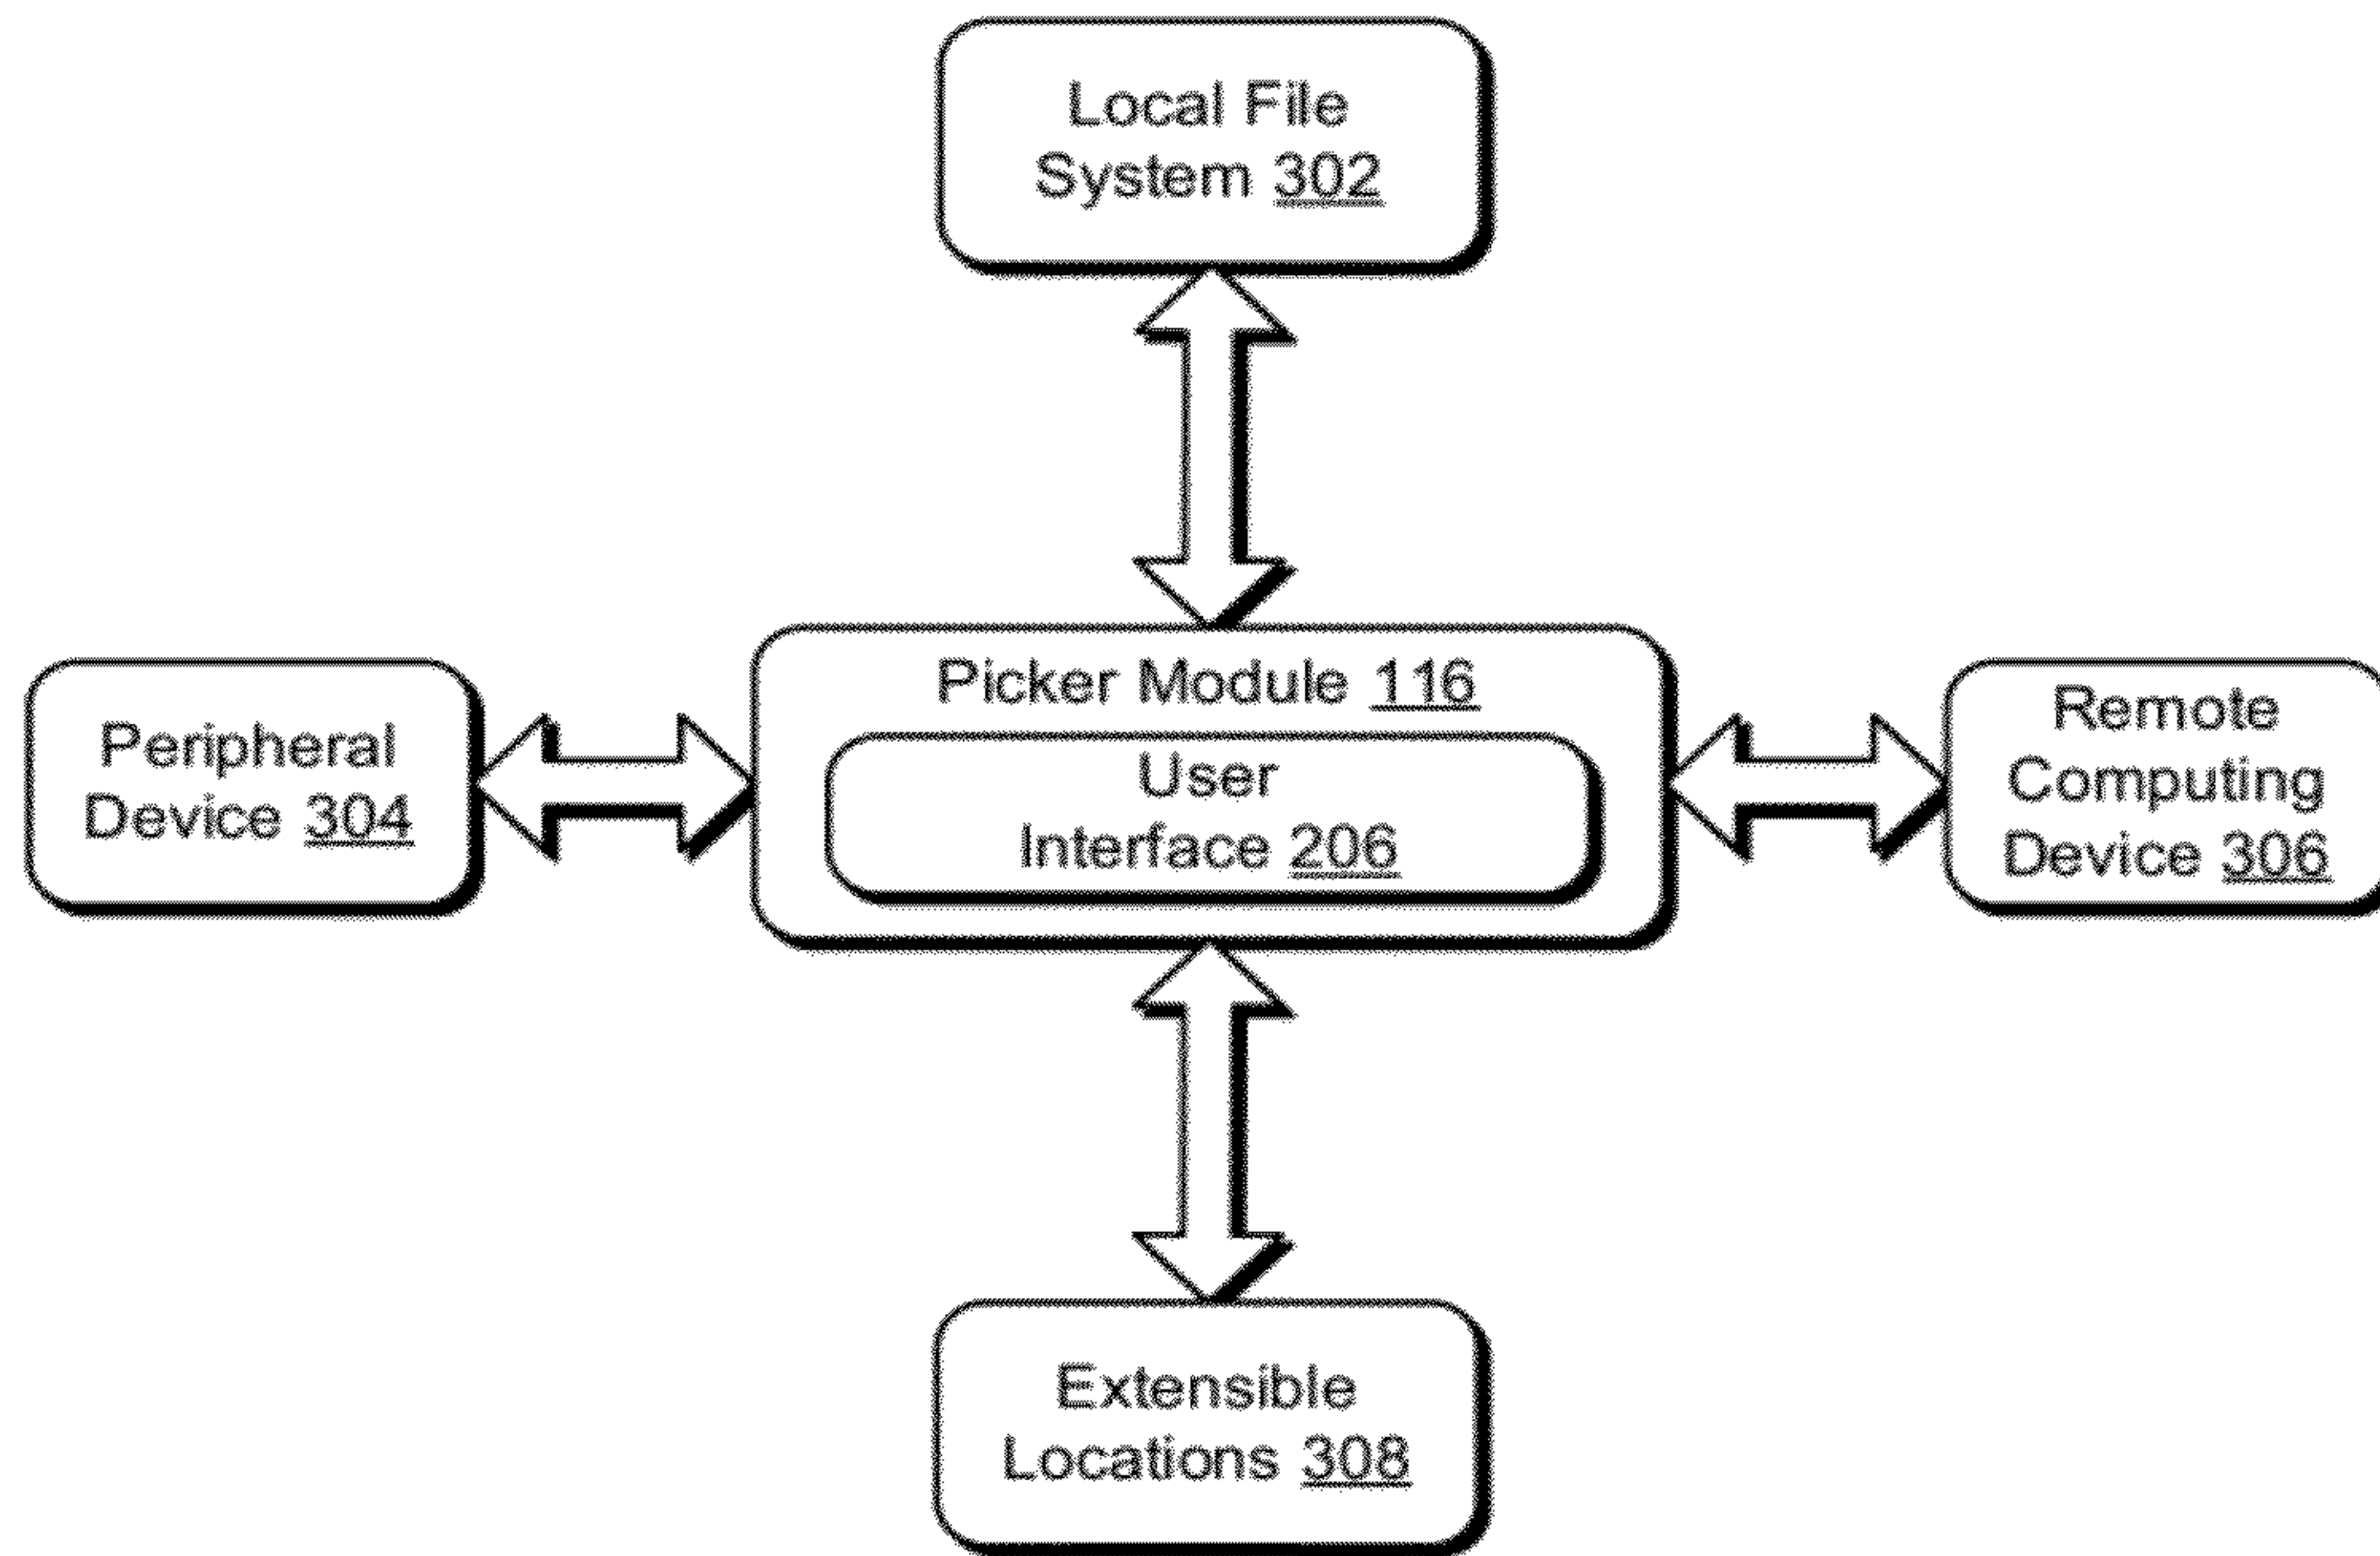 Local File
System 302
Picker Module 116
Peripheral
Device 304
User
Interface 206
Remote
Computing
Device 306
Extensible
Locations 308